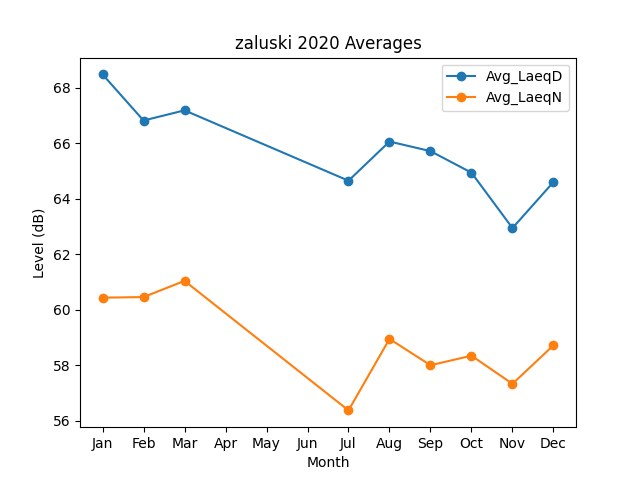 zaluski 2020 Averages
Avg_LaeqD
Avg_LaeqN
68
66
64
62
60
58
56
Level (dB)
Jan Feb Mar Apr May Jun Jul Aug Sep Oct Nov Dec
Month